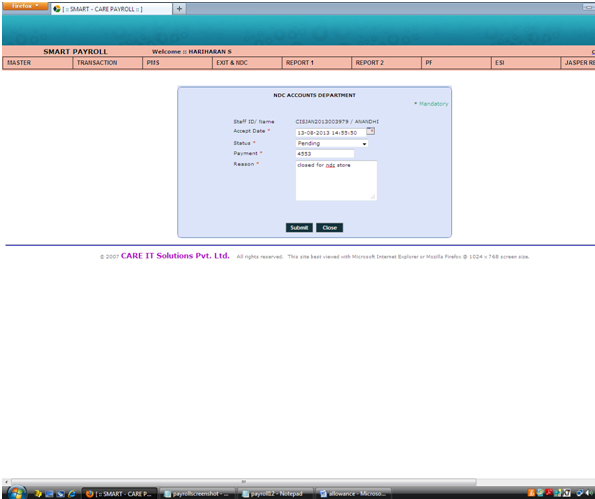 Firefox
[ :: SMART - CARE PAYROLL :: ]
SMART PAYROLL Welcome :: HARIHARAN S
MASTER TRANSACTION PMS EXIT & NDC REPORT 1 REPORT 2 PF ESI JASPER RE
NDC ACCOUNTS DEPARTMENT
* Mandatory
Staff ID/ Name CISJAN2013003979 / ANANDHI
Accept Date * 13-08-2013 14:55:50
Status * Pending
Payment * 4553
Reason * closed for ndc store
Submit Close
© 2007 CARE IT Solutions Pvt. Ltd. All rights reserved. This site best viewed with Microsoft Internet Explorer or Mozilla Firefox @ 1024 x 768 screen size.
[ :: SMART - CARE P... payrollscreenshot - ... payroll12 - Notepad allowance - Microso...